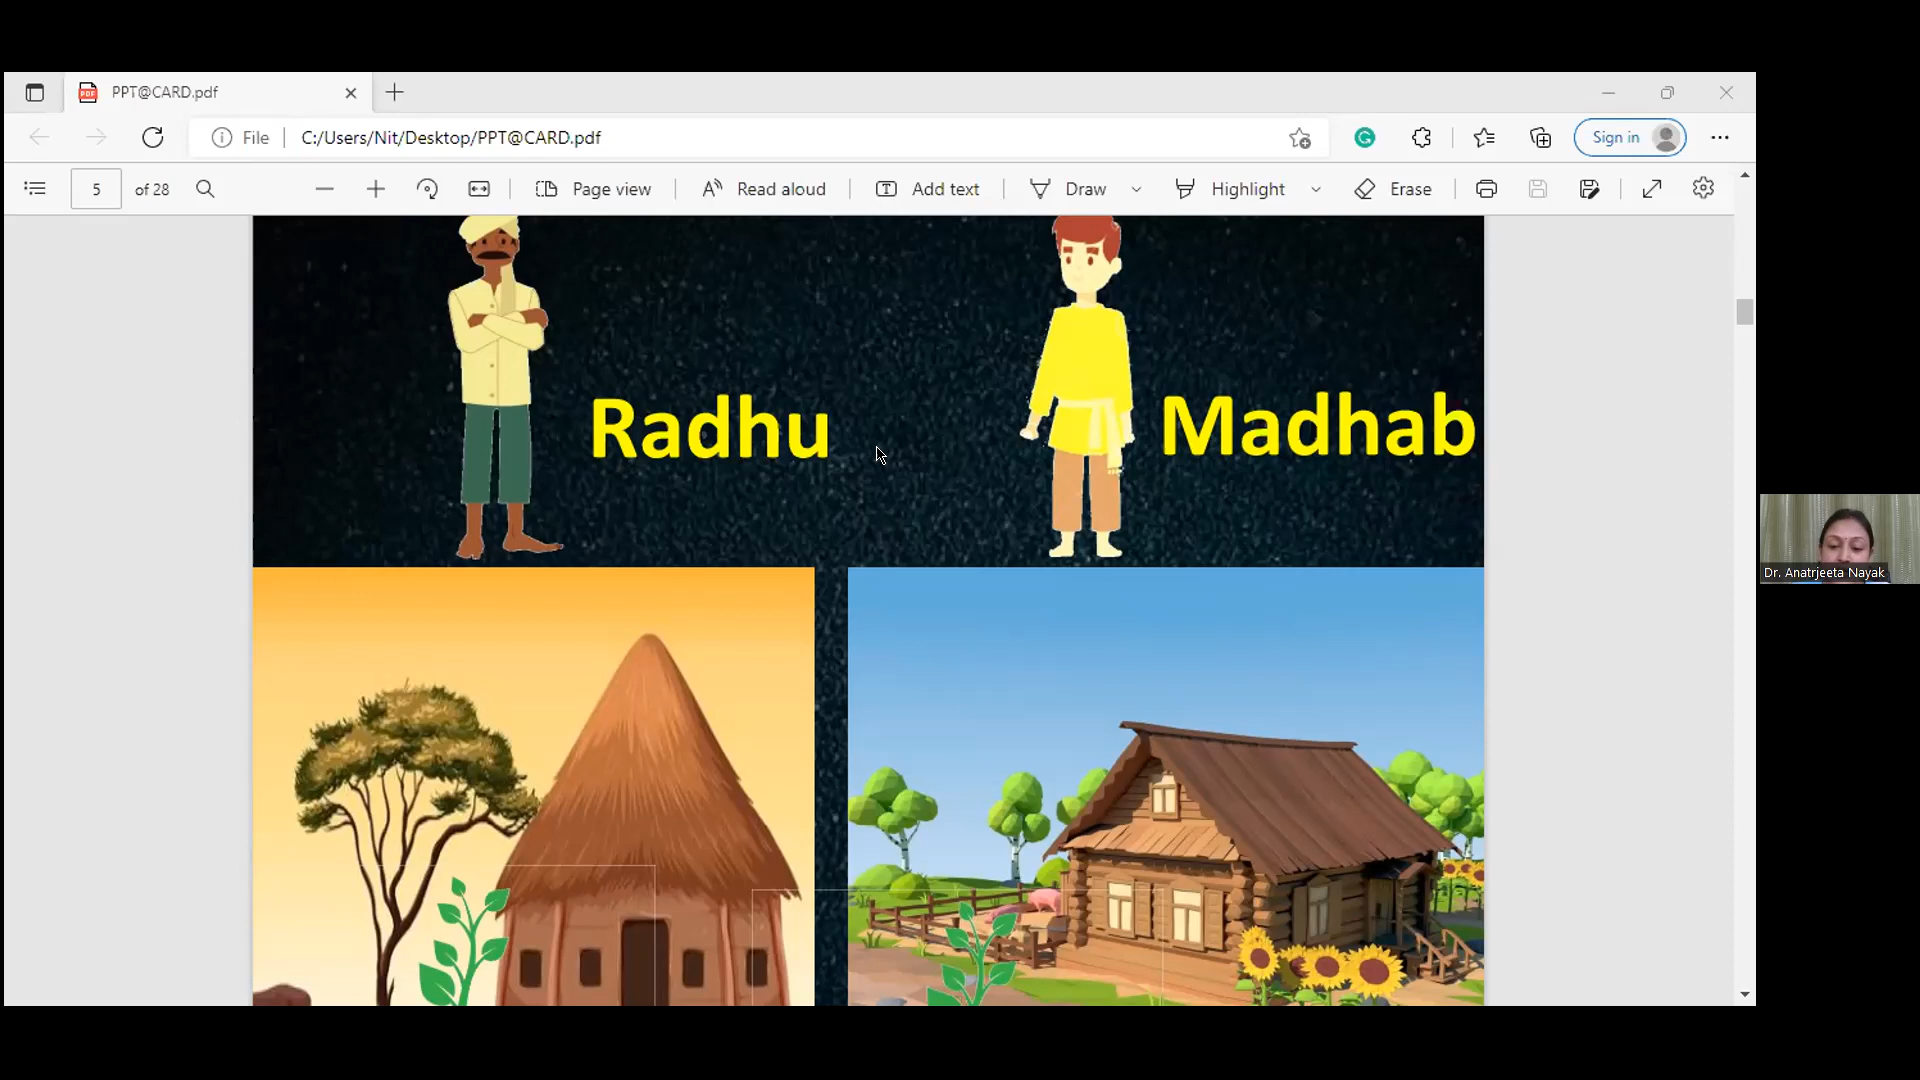 PPT@CARD.pdf
File C:/Users/Nit/Desktop/PPT@CARD.pdf Sign in
5 of 28 Page view Read aloud Add text Draw Highlight Erase
Radhu Madhab
Dr. Anatrjeeta Nayak